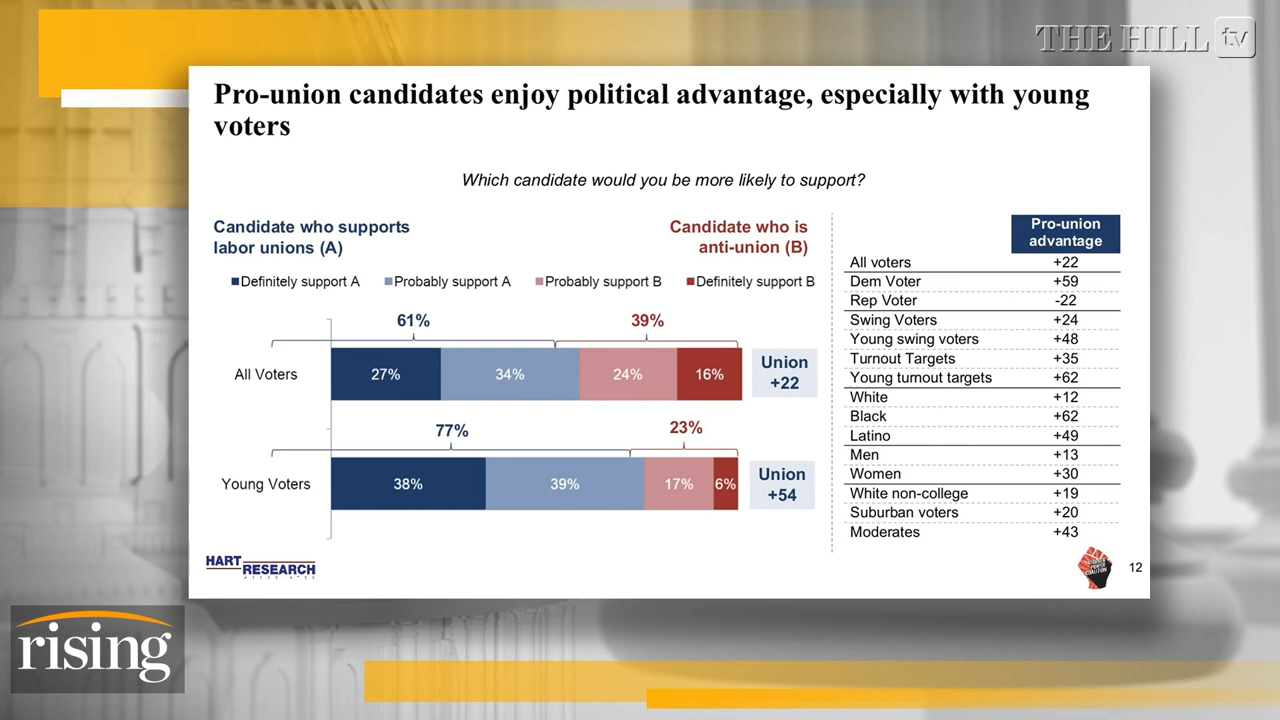 THE HILL tv
Pro-union candidates enjoy political advantage, especially with young
voters
Which candidate would you be more likely to support?
Candidate who supports
labor unions (A)
Candidate who is
anti-union (B)
Definitely support A
Probably support A
Probably support B
Definitely support B
61%
39%
All Voters
27%
34%
24%
16%
Union
+22
77%
23%
Young Voters
38%
39%
17%
6%
Union
+54
Pro-union
advantage
All voters +22
Dem Voter +59
Rep Voter -22
Swing Voters +24
Young swing voters +48
Turnout Targets +35
Young turnout targets +62
White +12
Black +62
Latino +49
Men +13
Women +30
White non-college +19
Suburban voters +20
Moderates +43
HART
RESEARCH
12
rising